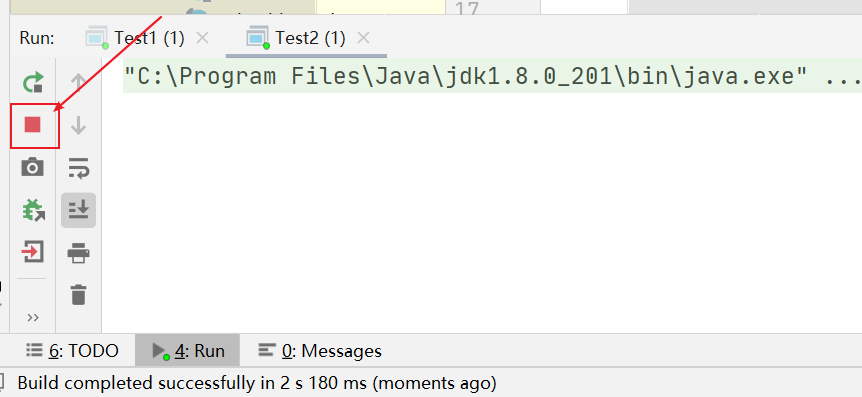 17
Run: Test1 (1) Test2 (1)
"C:\Program Files\Java\jdk1.8.0_201\bin\java.exe" ...
6: TODO 4: Run 0: Messages
Build completed successfully in 2 s 180 ms (moments ago)